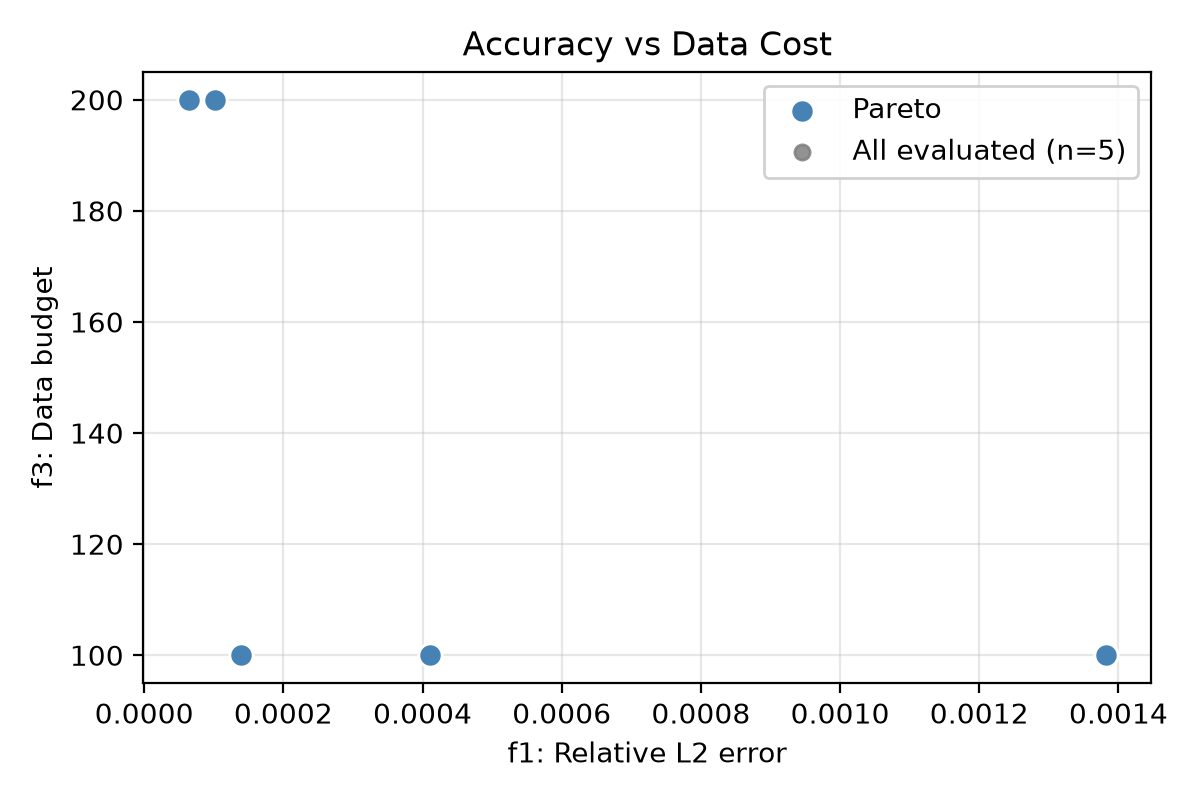 Accuracy vs Data Cost
Pareto
All evaluated (n=5)
f3: Data budget
200
180
160
140
120
100
0.0000 0.0002 0.0004 0.0006 0.0008 0.0010 0.0012 0.0014
f1: Relative L2 error